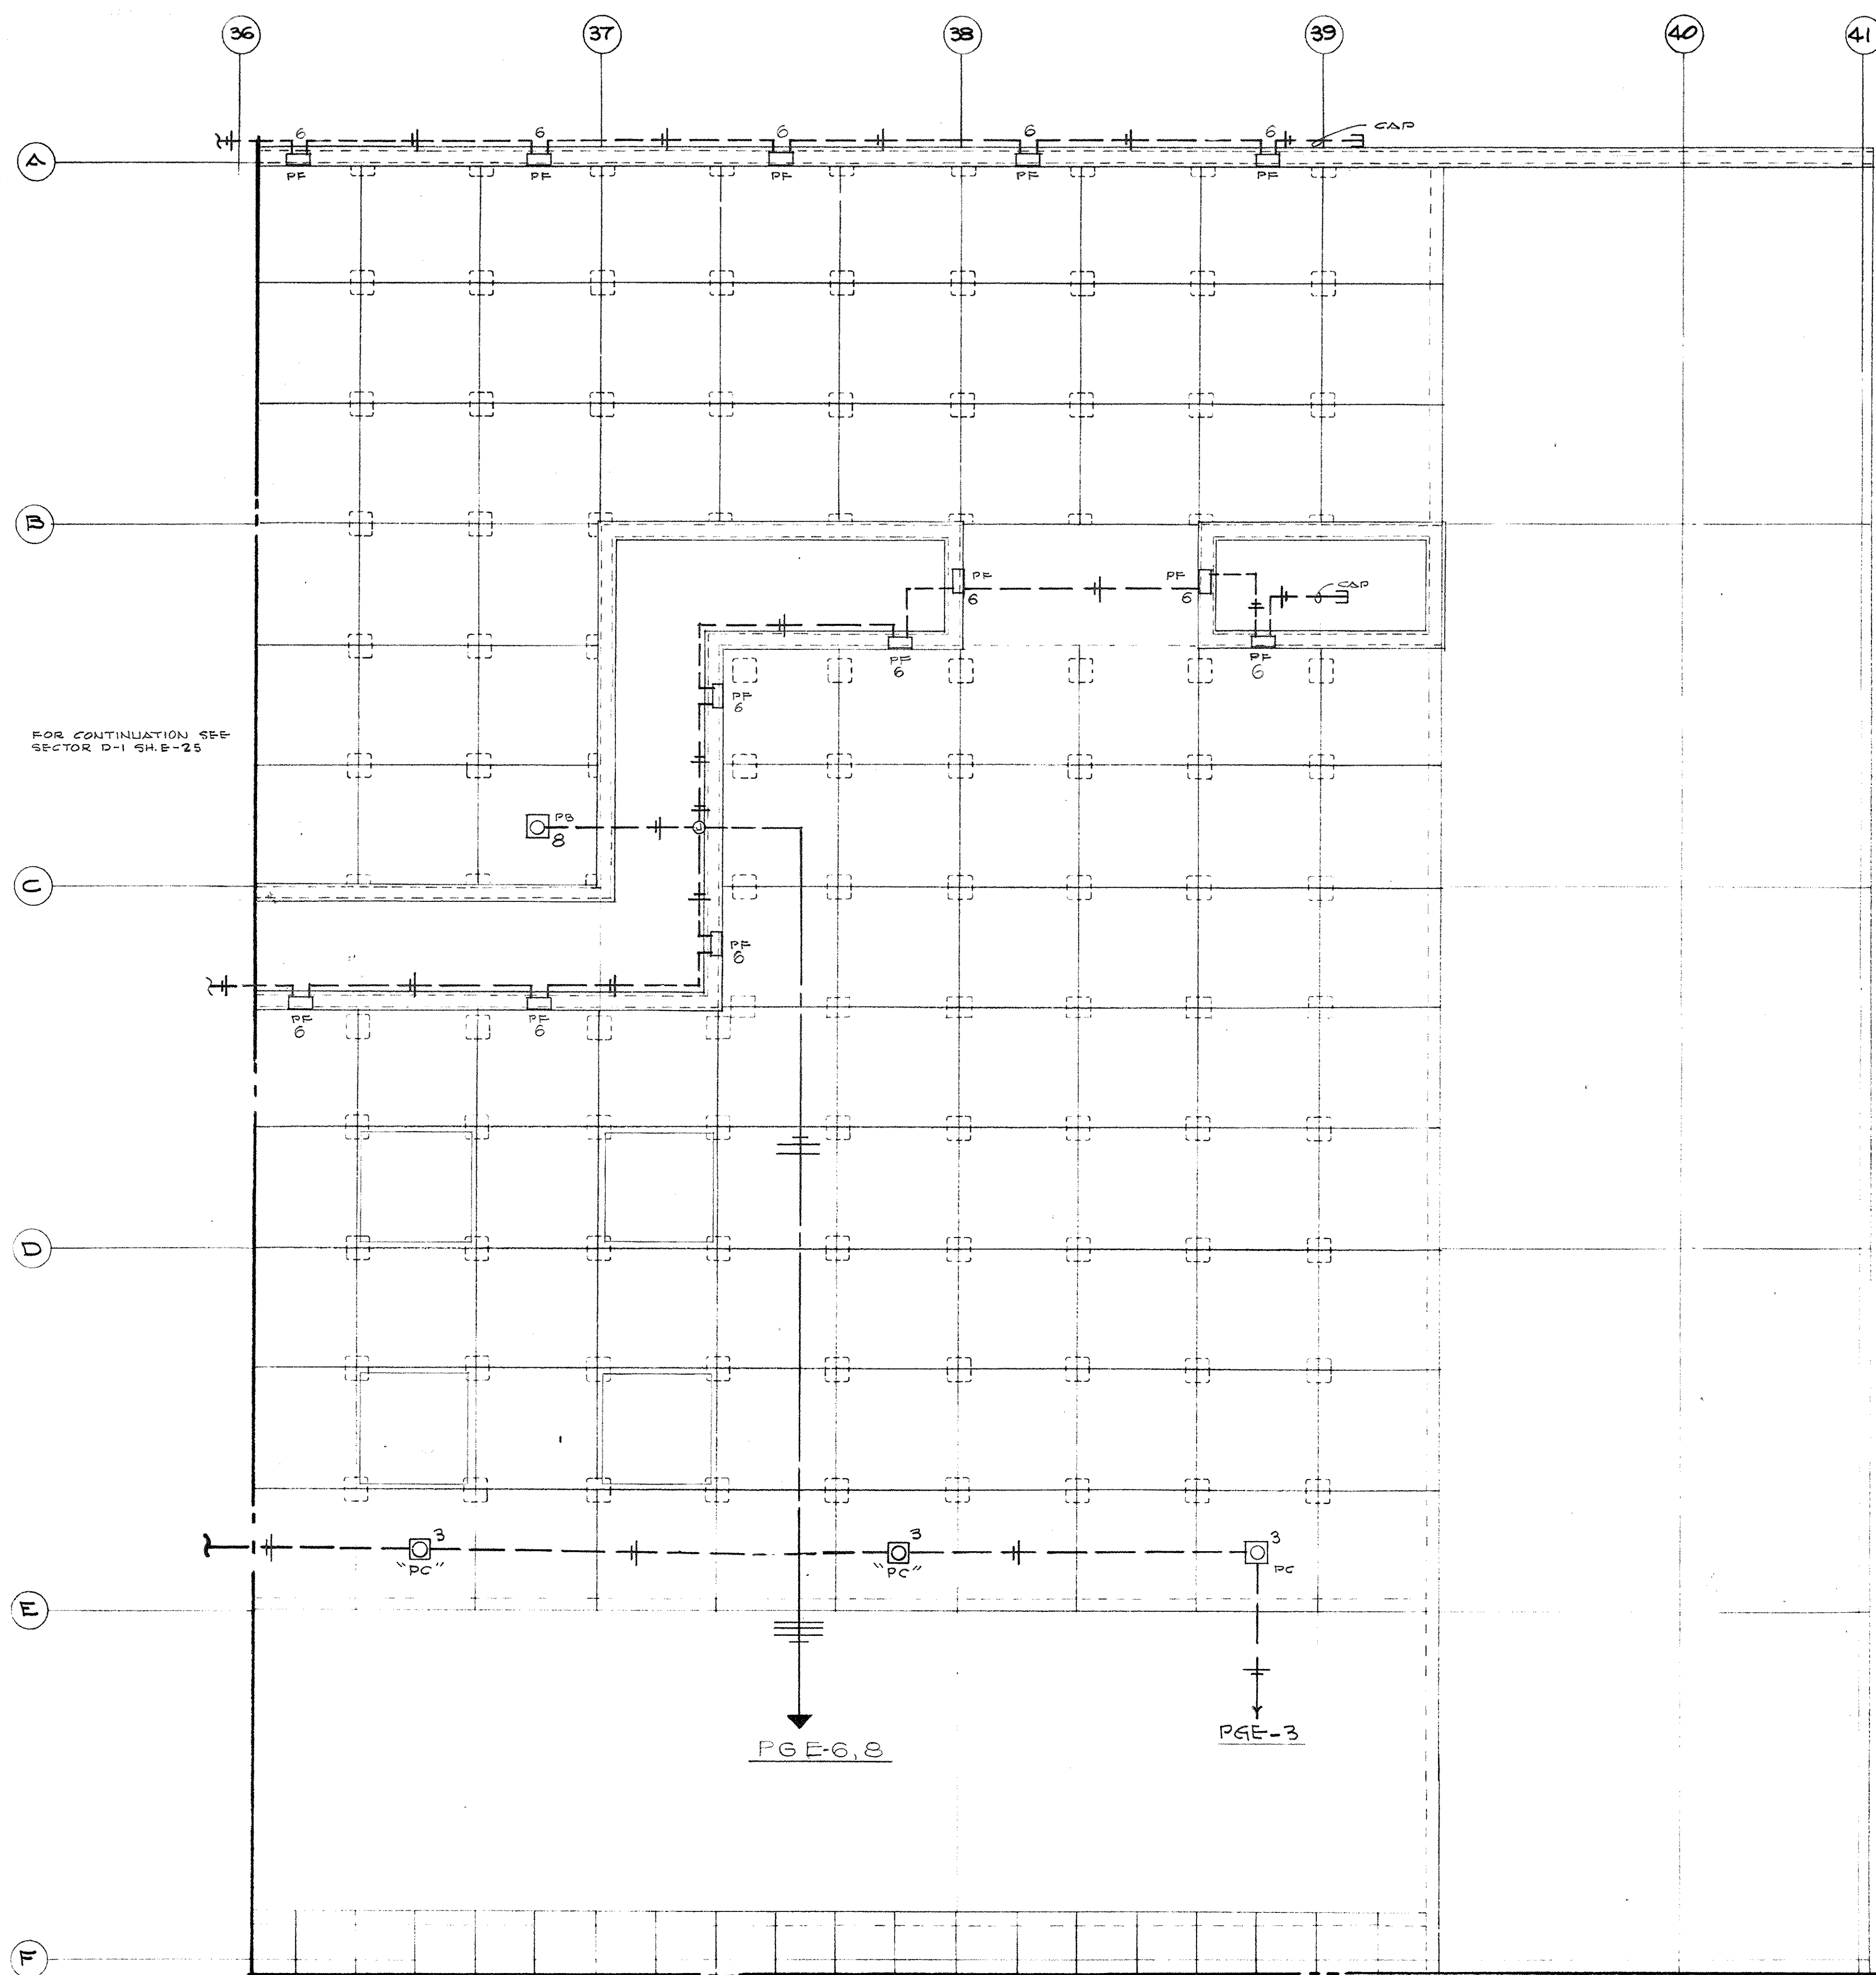 36 37 38 39 40 41
6 6 6 6 6 CAP
A
PF PF PF PF PF
B
PF PF CAP
6 6
PF PF
6 6
PF
6
FOR CONTINUATION SEE
SECTOR D-1 SH.E-25
PB
8
J
C
PF
6
PF PF
6 6
D
3 3 3
"PC" "PC" PC
E
PGE-3
PGE-6,8
F